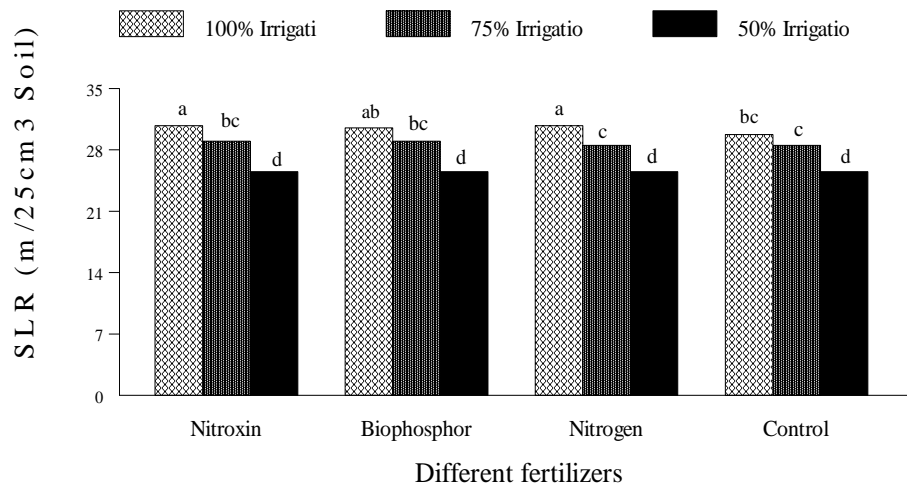 100% Irrigati 75% Irrigatio 50% Irrigatio
SLR (m/25cm3 Soil)
35
28
21
14
7
0
a bc d ab bc d a c d bc c d
Nitroxin Biophosphor Nitrogen Control
Different fertilizers